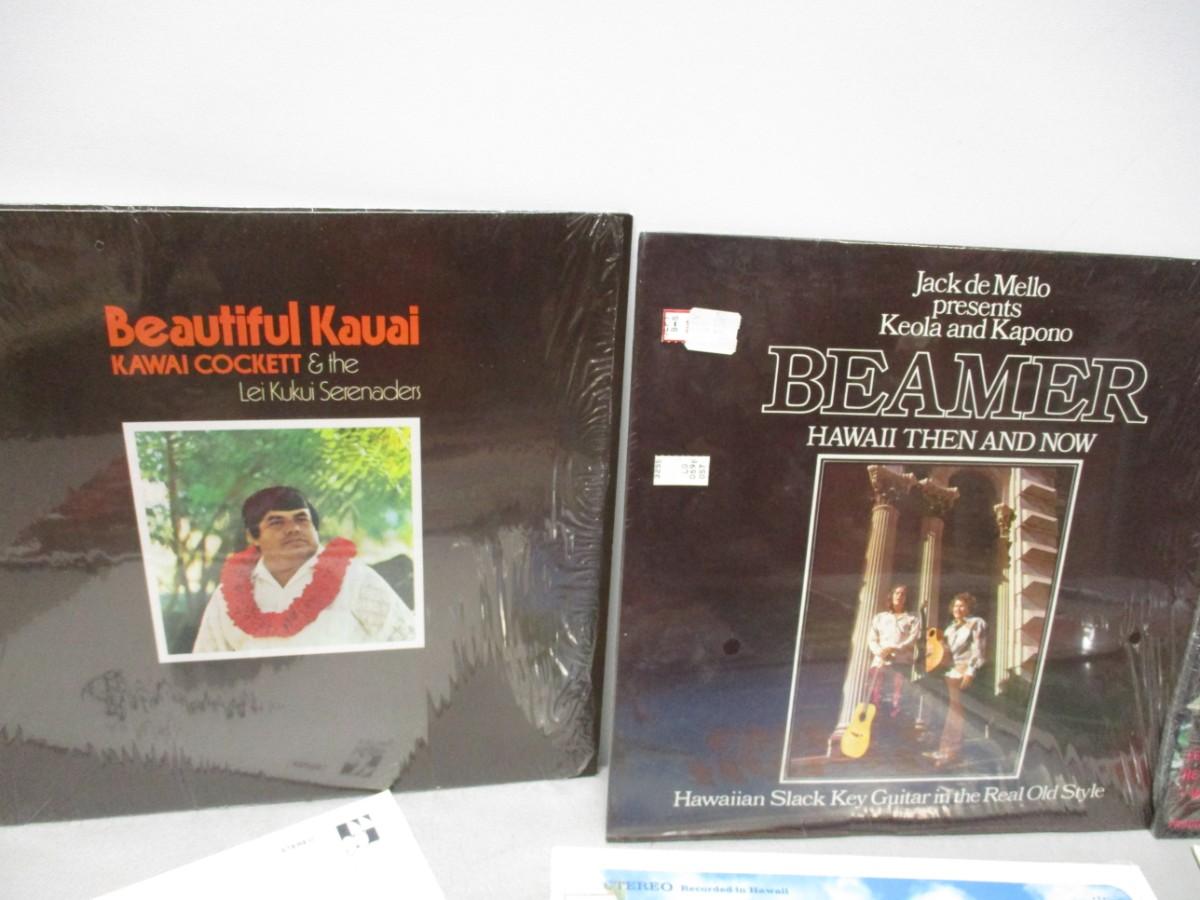 Beautiful Kauai
KAWAI COCKETT & the
Lei Kukui Serenaders
Jack de Mello
presents
Keola and Kapono
BEAMER
HAWAII THEN AND NOW
Hawaiian Slack Key Guitar in the Real Old Style
STEREO
STEREO Recorded in Hawaii